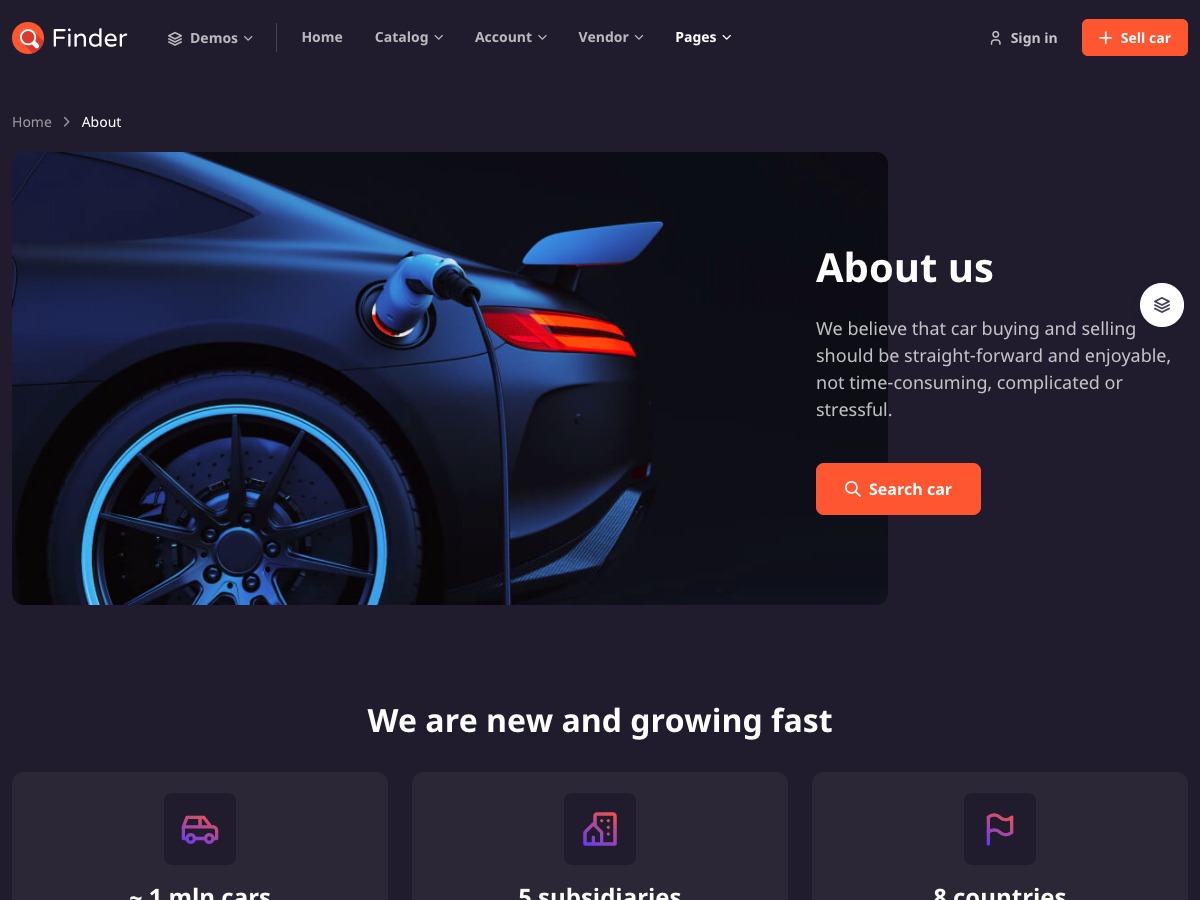 Finder
Demos
Home
Catalog
Account
Vendor
Pages
Sign in
Sell car
Home
About
About us
We believe that car buying and selling
should be straight-forward and enjoyable,
not time-consuming, complicated or
stressful.
Search car
We are new and growing fast
~ 1 mln cars
5 subsidiaries
8 countries